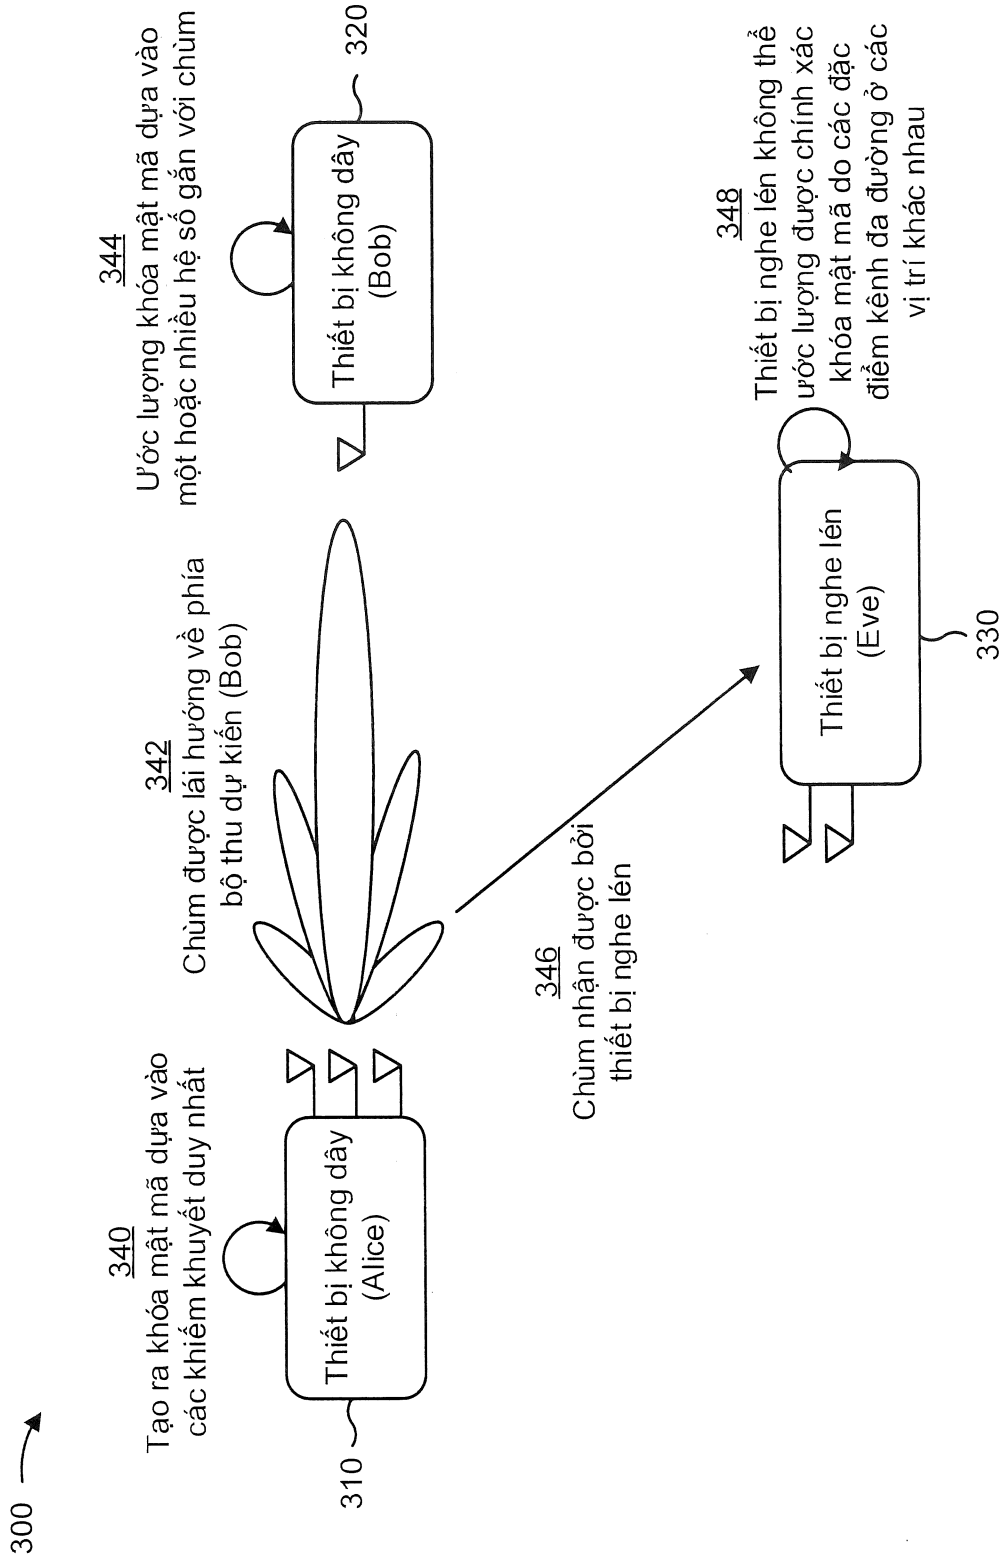 300
340
Tạo ra khóa mật mã dựa vào
các khiếm khuyết duy nhất
342
Chùm được lái hướng về phía
bộ thu dự kiến (Bob)
344
Ước lượng khóa mật mã dựa vào
một hoặc nhiều hệ số gắn với chùm
310
Thiết bị không dây
(Alice)
Thiết bị không dây
(Bob)
320
346
Chùm nhận được bởi
thiết bị nghe lén
Thiết bị nghe lén
(Eve)
330
348
Thiết bị nghe lén không thể
ước lượng được chính xác
khóa mật mã do các đặc
điểm kênh đa đường ở các
vị trí khác nhau